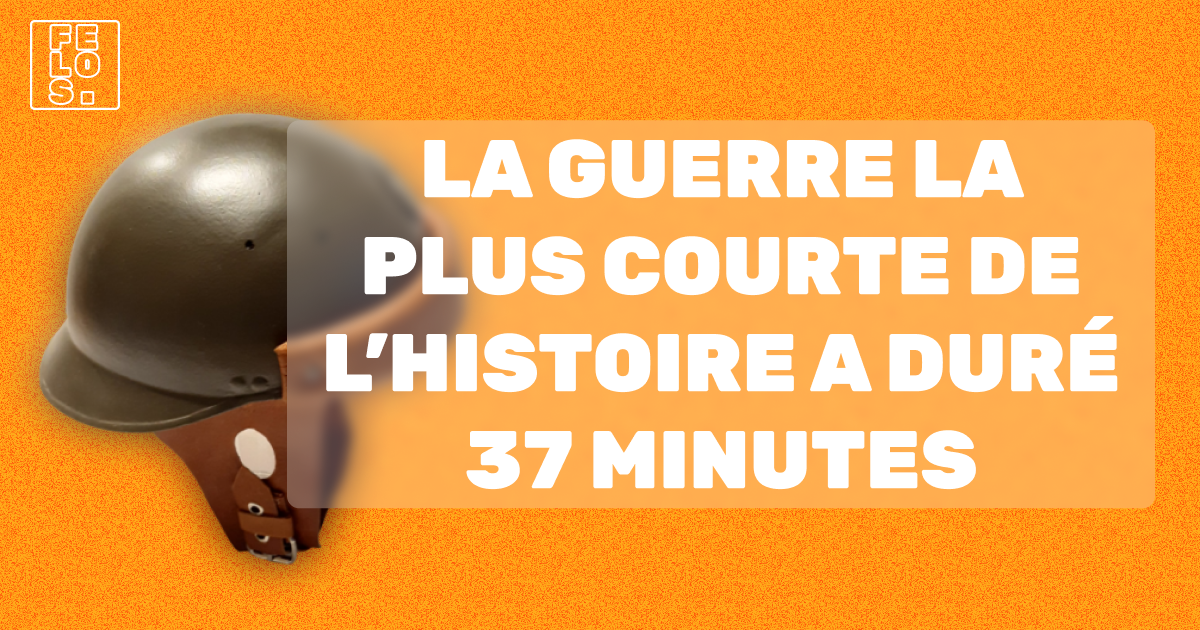 FE
LO
S.
LA GUERRE LA
PLUS COURTE DE
L’HISTOIRE A DURÉ
37 MINUTES